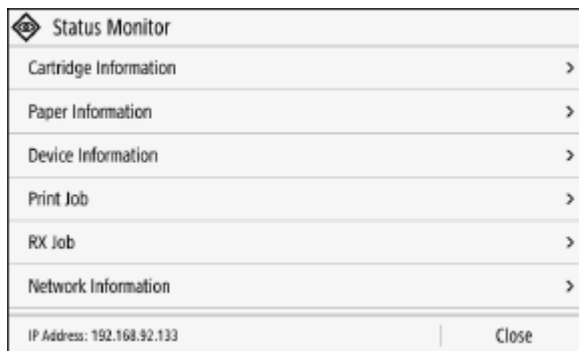 Status Monitor
Cartridge Information
Paper Information
Device Information
Print Job
RX Job
Network Information
IP Address: 192.168.92.133
Close